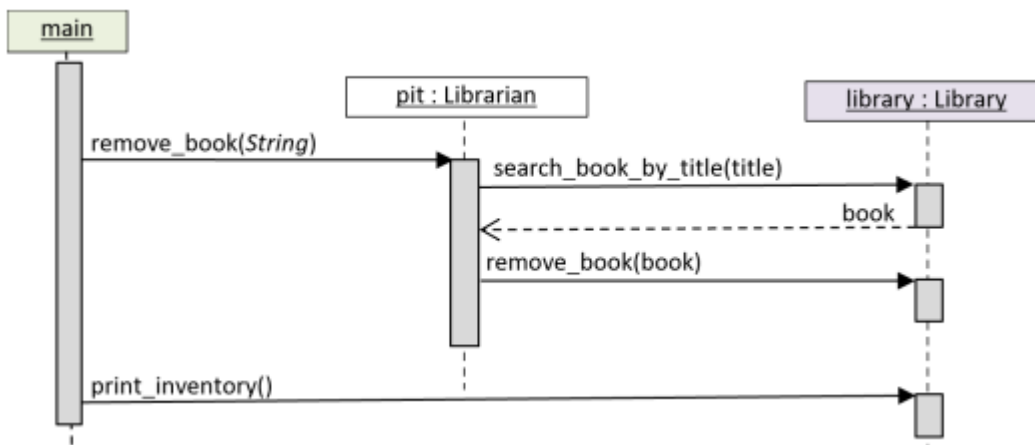 main
pit : Librarian
library : Library
remove_book(String)
search_book_by_title(title)
book
remove_book(book)
print_inventory()